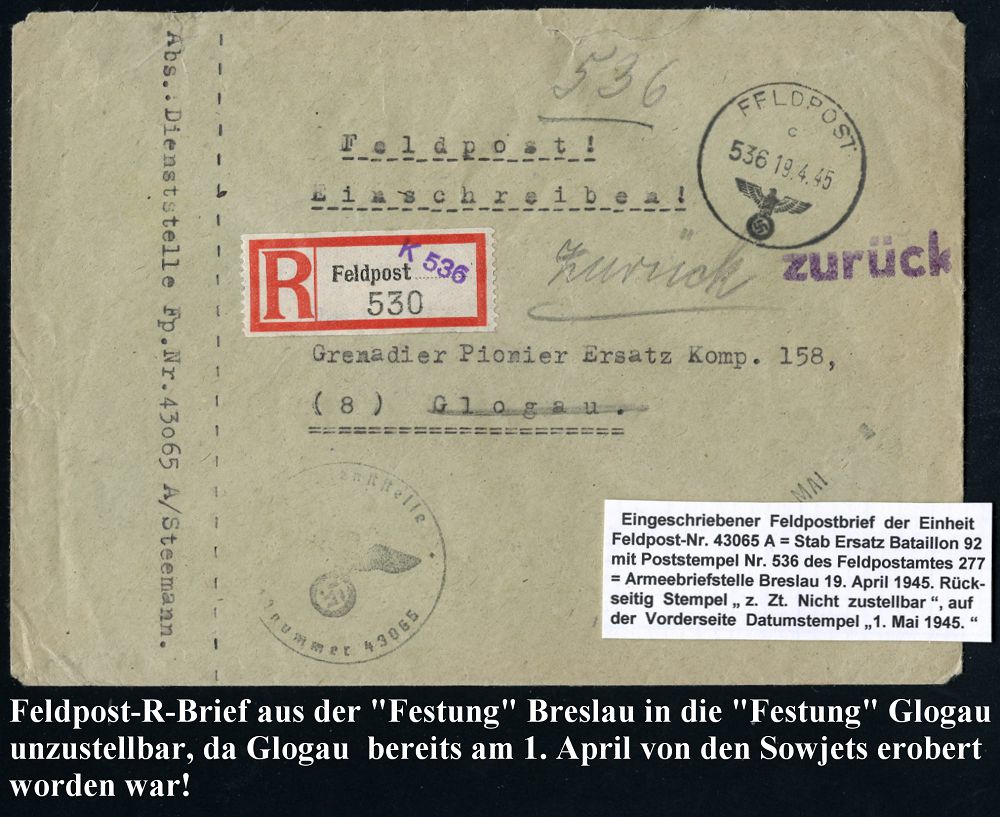 Abs.:Dienststelle Fp.Nr.43065 A/Steemann.
536
Feldpost!
Einschreiben!
FELDPOST
c
536 19.4.45
zurück
Zurück
R Feldpost K 536
530
Grenadier Pionier Ersatz Komp. 158,
(8) Glogau.
MAI
nummer 43065
Eingeschriebener Feldpostbrief der Einheit
Feldpost-Nr. 43065 A = Stab Ersatz Bataillon 92
mit Poststempel Nr. 536 des Feldpostamtes 277
= Armeebriefstelle Breslau 19. April 1945. Rück-
seitig Stempel „ z. Zt. Nicht zustellbar “, auf
der Vorderseite Datumstempel „1. Mai 1945. “
Feldpost-R-Brief aus der "Festung" Breslau in die "Festung" Glogau
unzustellbar, da Glogau bereits am 1. April von den Sowjets erobert
worden war!